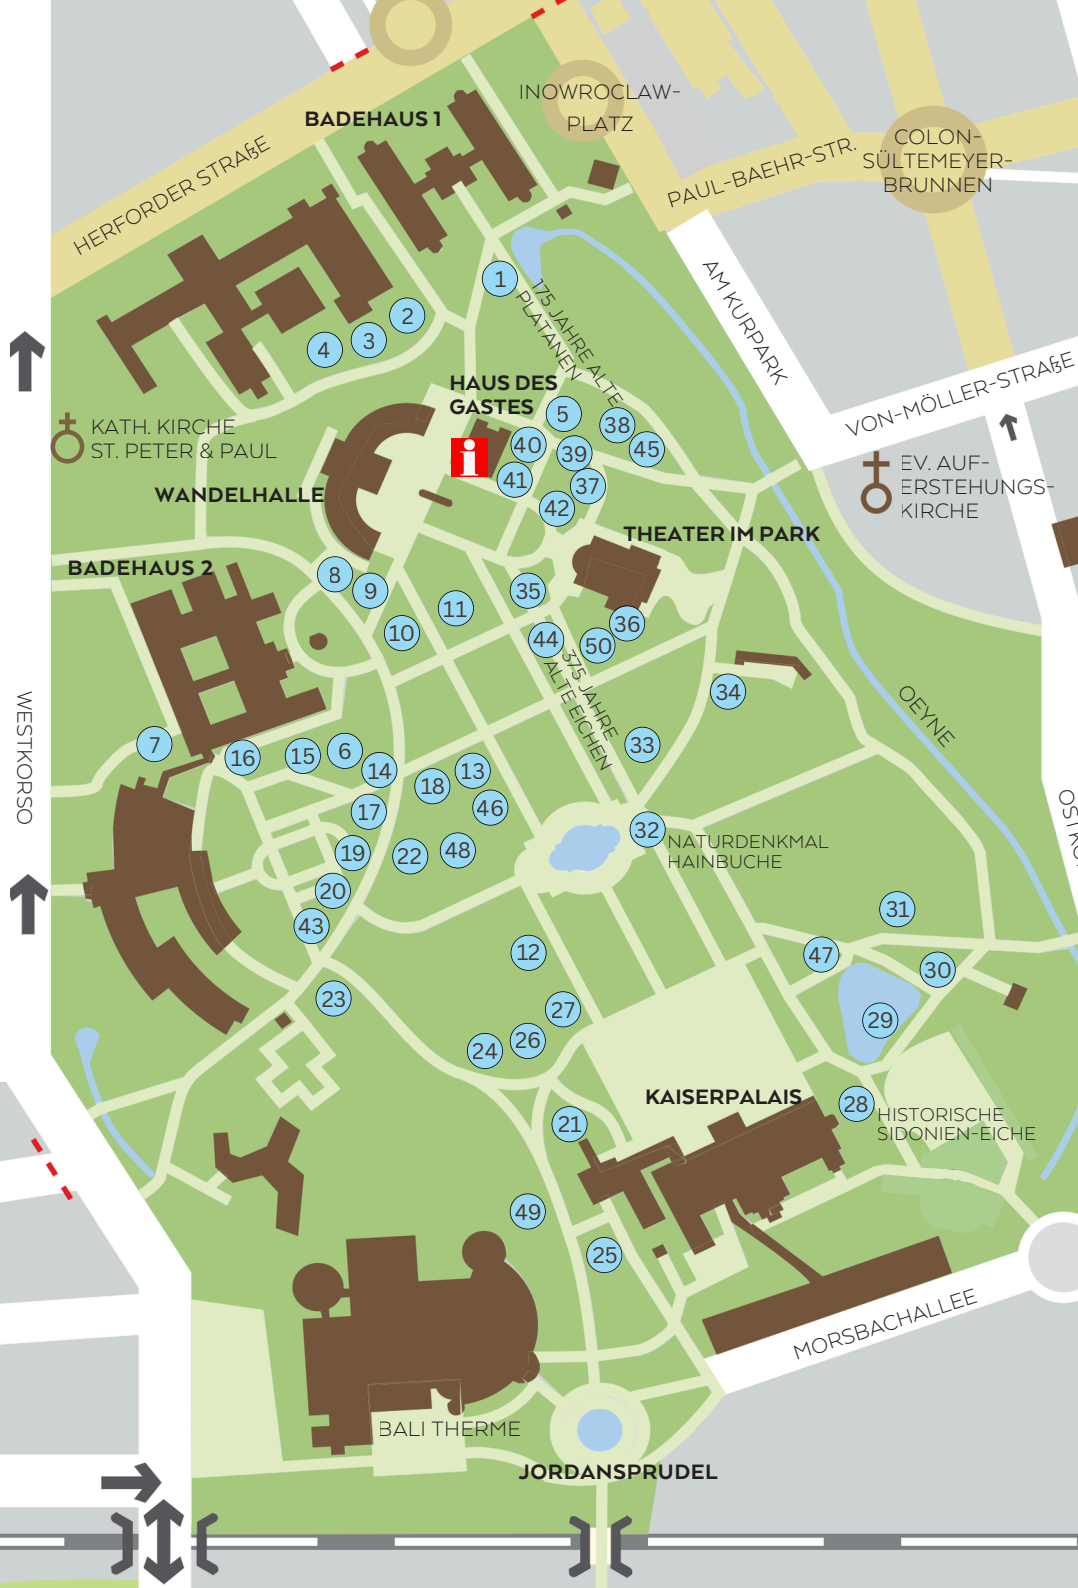 INOWROCLAW-
PLATZ
BADEHAUS 1
HERFORDER STRAßE
PAUL-BAEHR-STR.
COLON-
SÜLTEMEYER-
BRUNNEN
AM KURPARK
1
175 JAHRE ALTE
PLATANEN
2
3
4
VON-MÖLLER-STRAßE
HAUS DES
GASTES
i
5
38
40
39
45
41
37
42
KATH. KIRCHE
ST. PETER & PAUL
EV. AUF-
ERSTEHUNGS-
KIRCHE
WANDELHALLE
THEATER IM PARK
BADEHAUS 2
8
9
10
11
35
36
44
50
375 JAHRE
ALTE EICHEN
34
OEYNE
33
WESTKORSO
7
16
15
6
14
18
13
46
17
19
22
48
20
43
32
NATURDENKMAL
HAINBUCHE
31
47
30
29
12
23
27
26
24
21
KAISERPALAIS
28
HISTORISCHE
SIDONIEN-EICHE
49
25
MORSBACHALLEE
BALI THERME
JORDANSPRUDEL